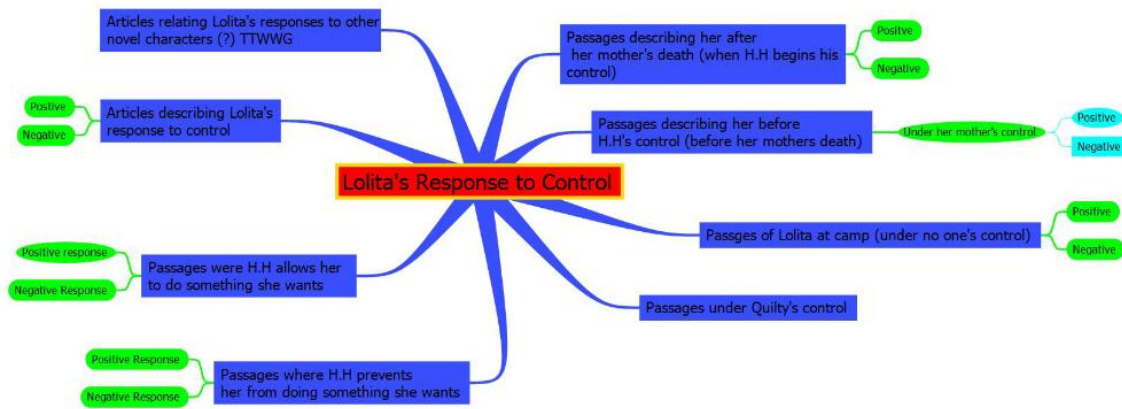 Lolita's Response to Control
Articles relating Lolita's responses to other
novel characters (?) TTWWG
Articles describing Lolita's
response to control
Postive
Negative
Passages were H.H allows her
to do something she wants
Positive response
Negative Response
Passages where H.H prevents
her from doing something she wants
Positive Response
Negative Response
Passages describing her after
her mother's death (when H.H begins his
control)
Positve
Negative
Passages describing her before
H.H's control (before her mothers death)
Under her mother's control
Positive
Negative
Passges of Lolita at camp (under no one's control)
Positive
Negative
Passages under Quilty's control